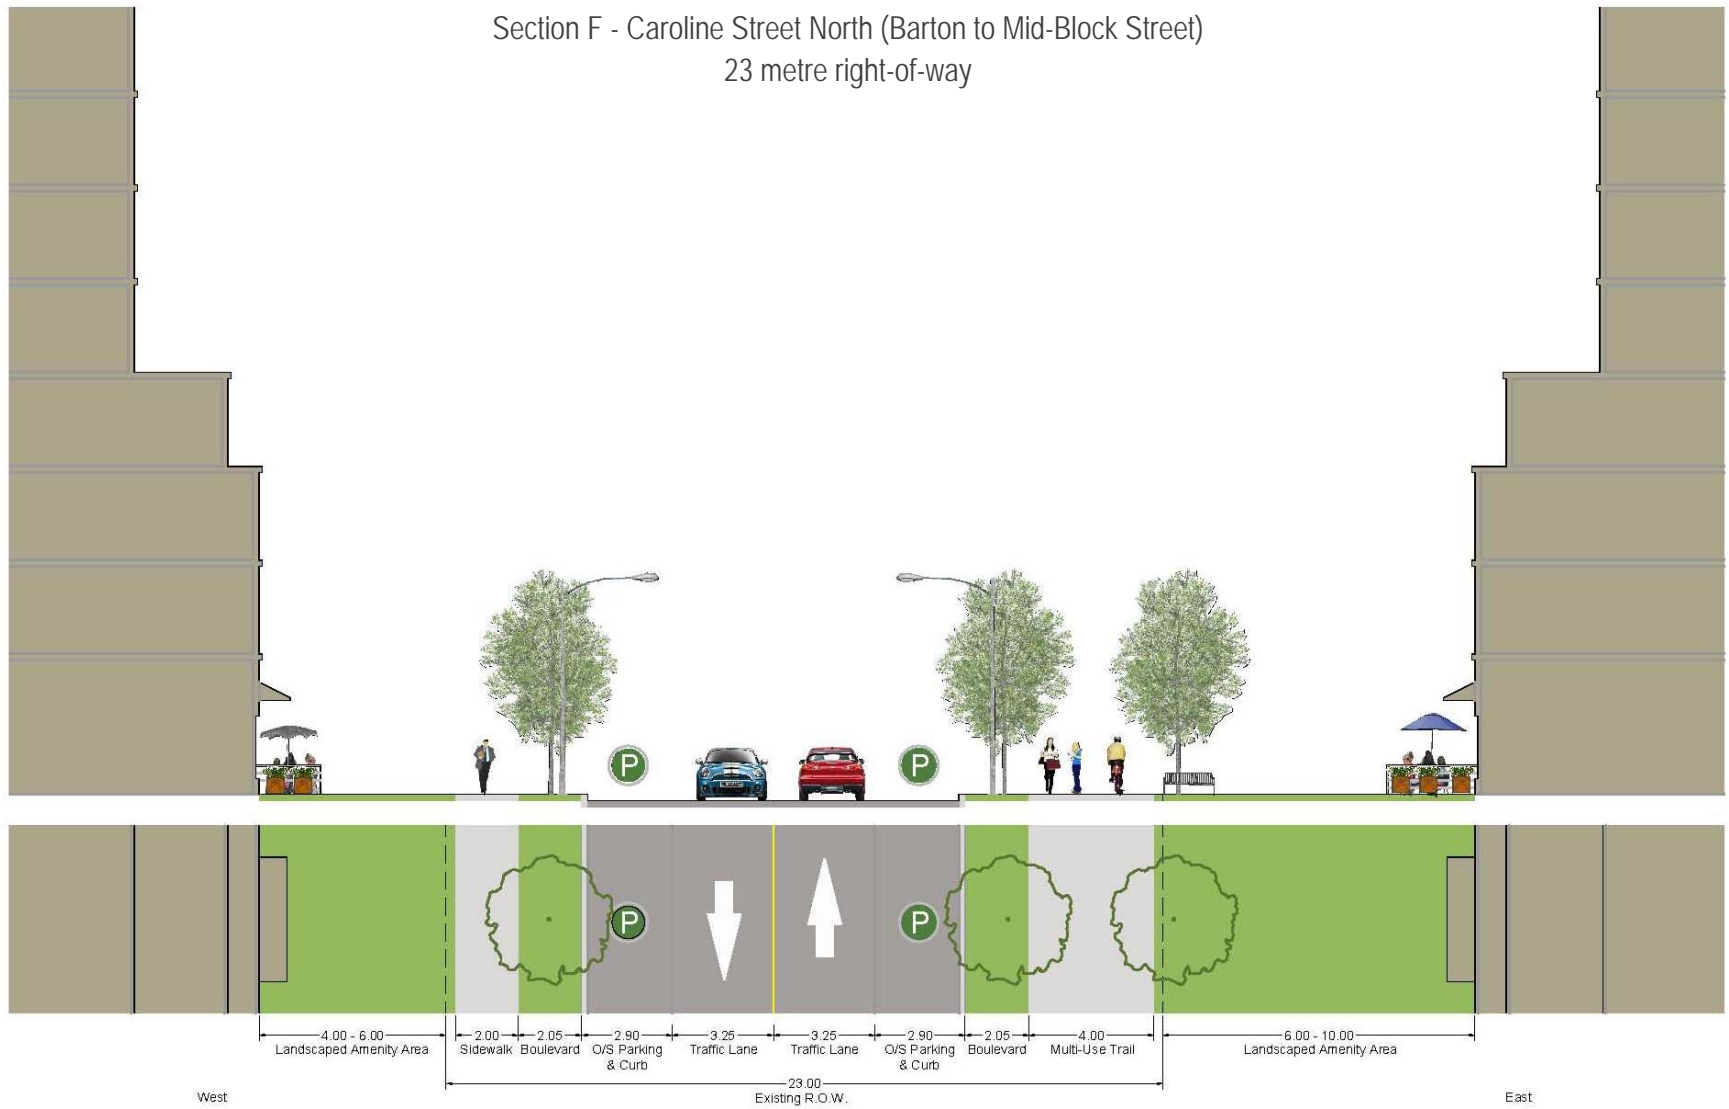 Section F - Caroline Street North (Barton to Mid-Block Street)
23 metre right-of-way
P P
P P
4.00 - 6.00 2.00 2.05 2.90 3.25 3.25 2.90 2.05 4.00 6.00 - 10.00
Landscaped Amenity Area Sidewalk Boulevard O/S Parking Traffic Lane Traffic Lane O/S Parking Boulevard Multi-Use Trail Landscaped Amenity Area
& Curb & Curb
23.00
Existing R.O.W.
West East